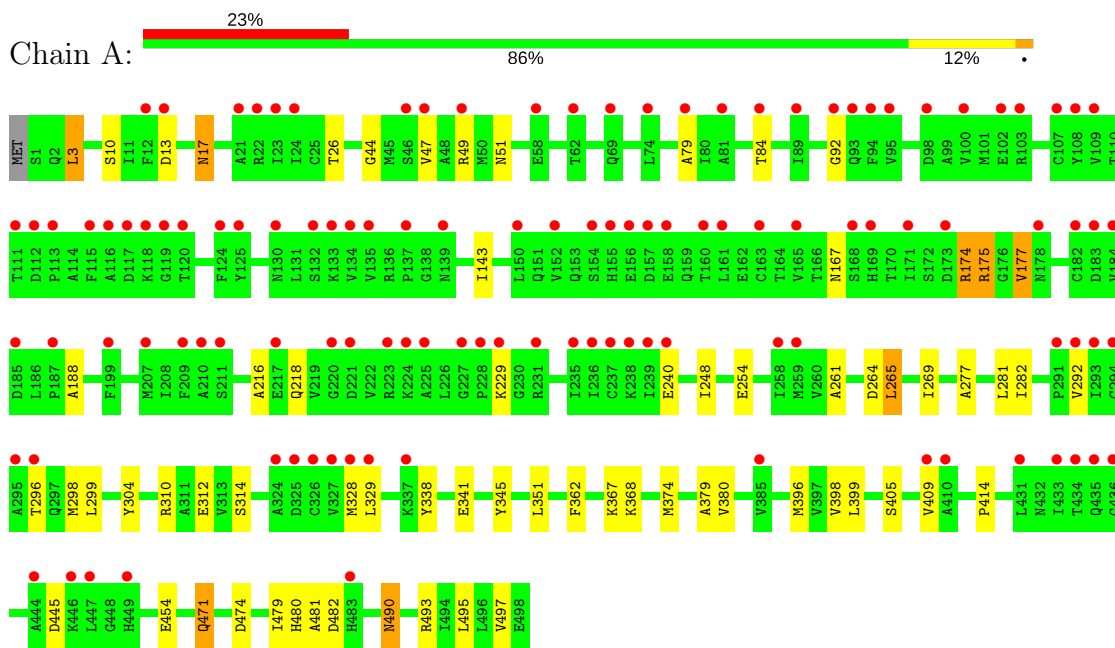 23%
Chain A:
86% 12% •
MET S1 Q2 L3 S10 I11 F12 D13 N17 A21 R22 I23 I24 C25 T26 G44 M45 S46 V47 A48 R49 M50 N51 E58 T62 Q69 L74 A79 I80 A81 T84 I89 G92 Q93 F94 V95 D98 A99 V100 M101 E102 R103 C107 Y108 V109
T111 D112 P113 A114 F115 A116 D117 K118 G119 T120 F124 Y125 N130 L131 S132 K133 V134 V135 R136 P137 G138 N139 I143 L150 Q151 V152 Q153 S154 H155 E156 D157 E158 Q159 T160 L161 E162 C163 T164 V165 T166 N167 S168 H169 T170 I171 S172 D173 R174 R175 G176 V177 N178 C182 D183
D185 L186 P187 A188 F199 M207 I208 F209 A210 S211 A216 E217 Q218 V219 G220 D221 V222 R223 K224 A225 L226 G227 P228 K229 G230 R231 I235 I236 C237 K238 I239 E240 I248 E254 I258 M259 V260 A261 D264 L265 I269 A277 L281 I282 P291 V292 I293
A295 T296 Q297 M298 L299 Y304 R310 A311 E312 V313 S314 A324 D325 C326 V327 M328 L329 K337 Y338 E341 Y345 L351 F362 K367 K368 M374 A379 V380 V385 M396 V397 V398 L399 S405 V409 A410 P414 L431 N432 I433 T434 Q435
A444 D445 K446 L447 G448 H449 E454 Q471 D474 I479 H480 A481 D482 H483 N490 R493 I494 L495 L496 V497 E498